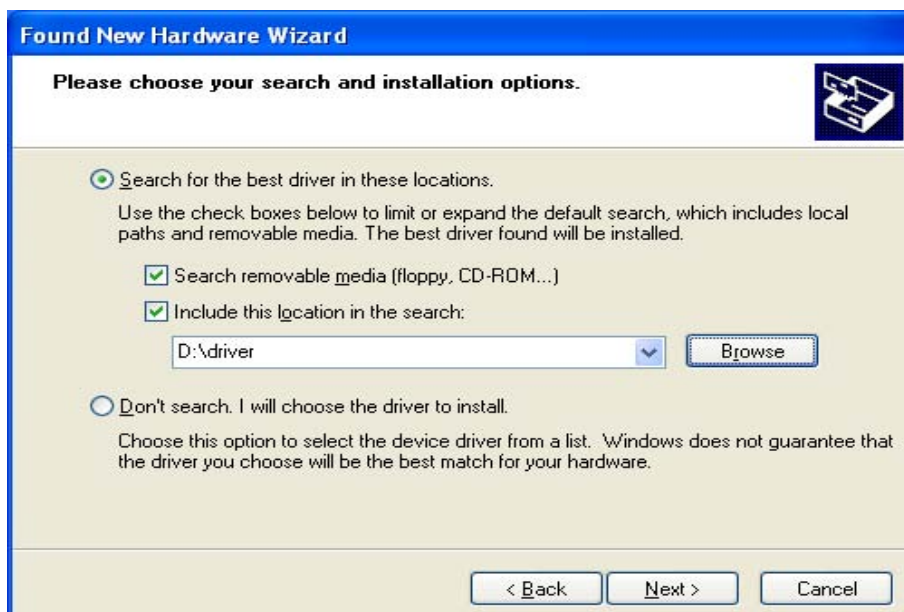 Found New Hardware Wizard
Please choose your search and installation options.
Search for the best driver in these locations.
Use the check boxes below to limit or expand the default search, which includes local
paths and removable media. The best driver found will be installed.
Search removable media (floppy, CD-ROM...)
Include this location in the search:
D:\driver
Browse
Don't search. I will choose the driver to install.
Choose this option to select the device driver from a list. Windows does not guarantee that
the driver you choose will be the best match for your hardware.
< Back
Next >
Cancel